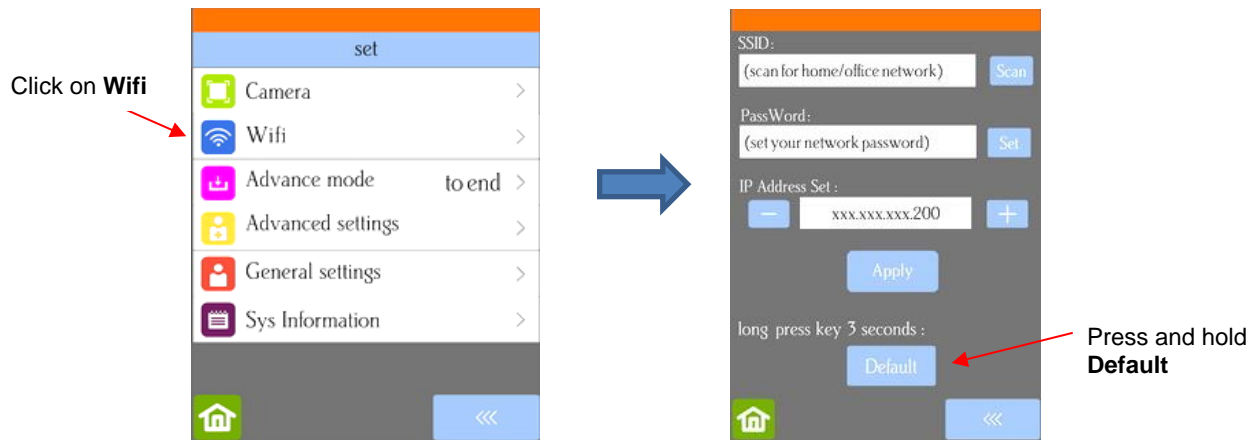 Click on Wifi
set
Camera
Wifi
Advance mode to end
Advanced settings
General settings
Sys Information
SSID:
(scan for home/office network) Scan
PassWord:
(set your network password) Set
IP Address Set :
xxx.xxx.xxx.200
Apply
long press key 3 seconds :
Default
Press and hold
Default